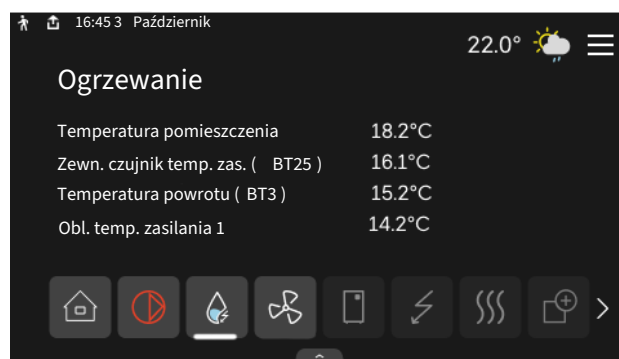 16:45 3 Październik
22.0°
Ogrzewanie
Temperatura pomieszczenia 18.2°C
Zewn. czujnik temp. zas. ( BT25 ) 16.1°C
Temperatura powrotu ( BT3 ) 15.2°C
Obl. temp. zasilania 1 14.2°C